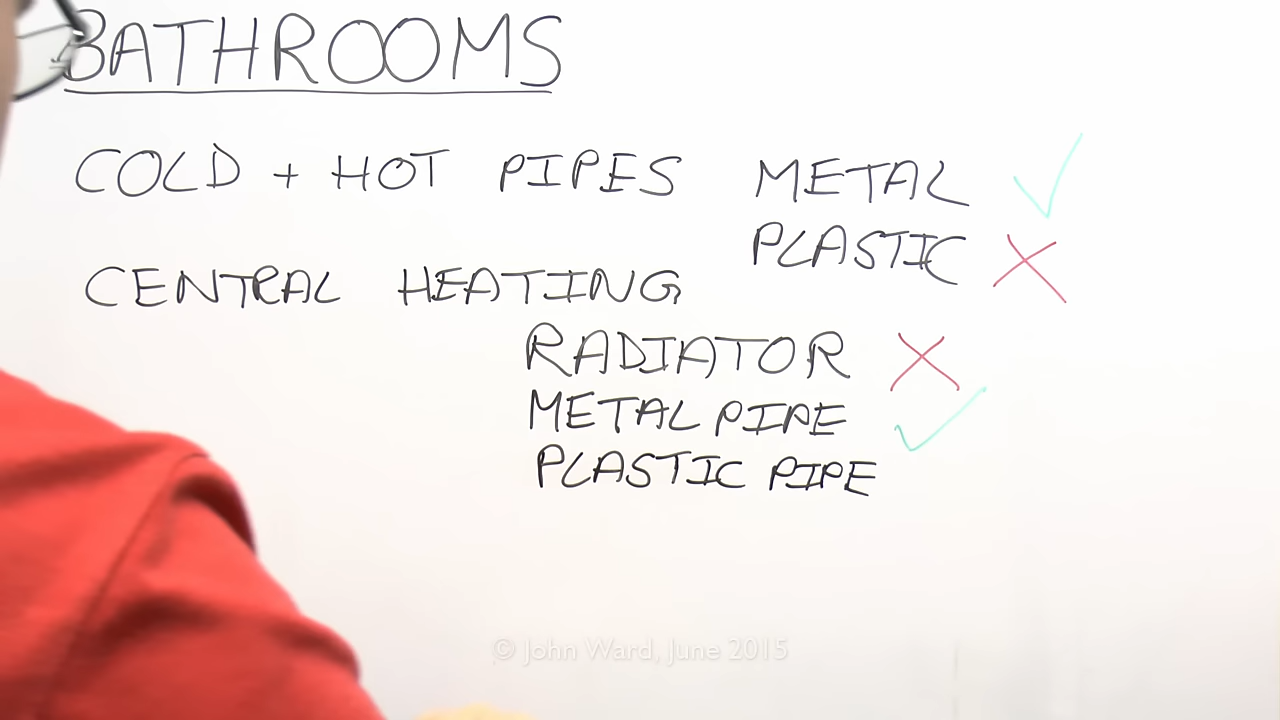 BATHROOMS
COLD + HOT PIPES METAL ✓
PLASTIC ✗
CENTRAL HEATING
RADIATOR ✗
METAL PIPE ✓
PLASTIC PIPE
© John Ward, June 2015